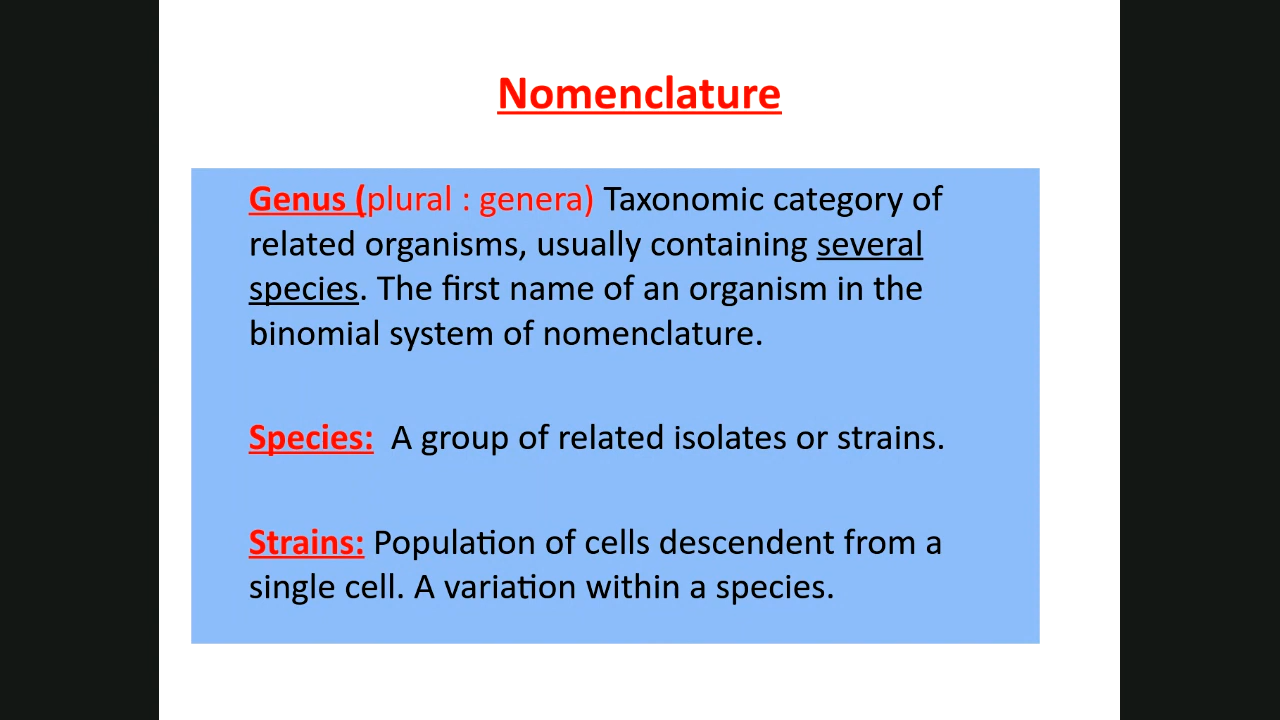 Nomenclature
Genus (plural : genera) Taxonomic category of
related organisms, usually containing several
species. The first name of an organism in the
binomial system of nomenclature.
Species: A group of related isolates or strains.
Strains: Population of cells descendent from a
single cell. A variation within a species.